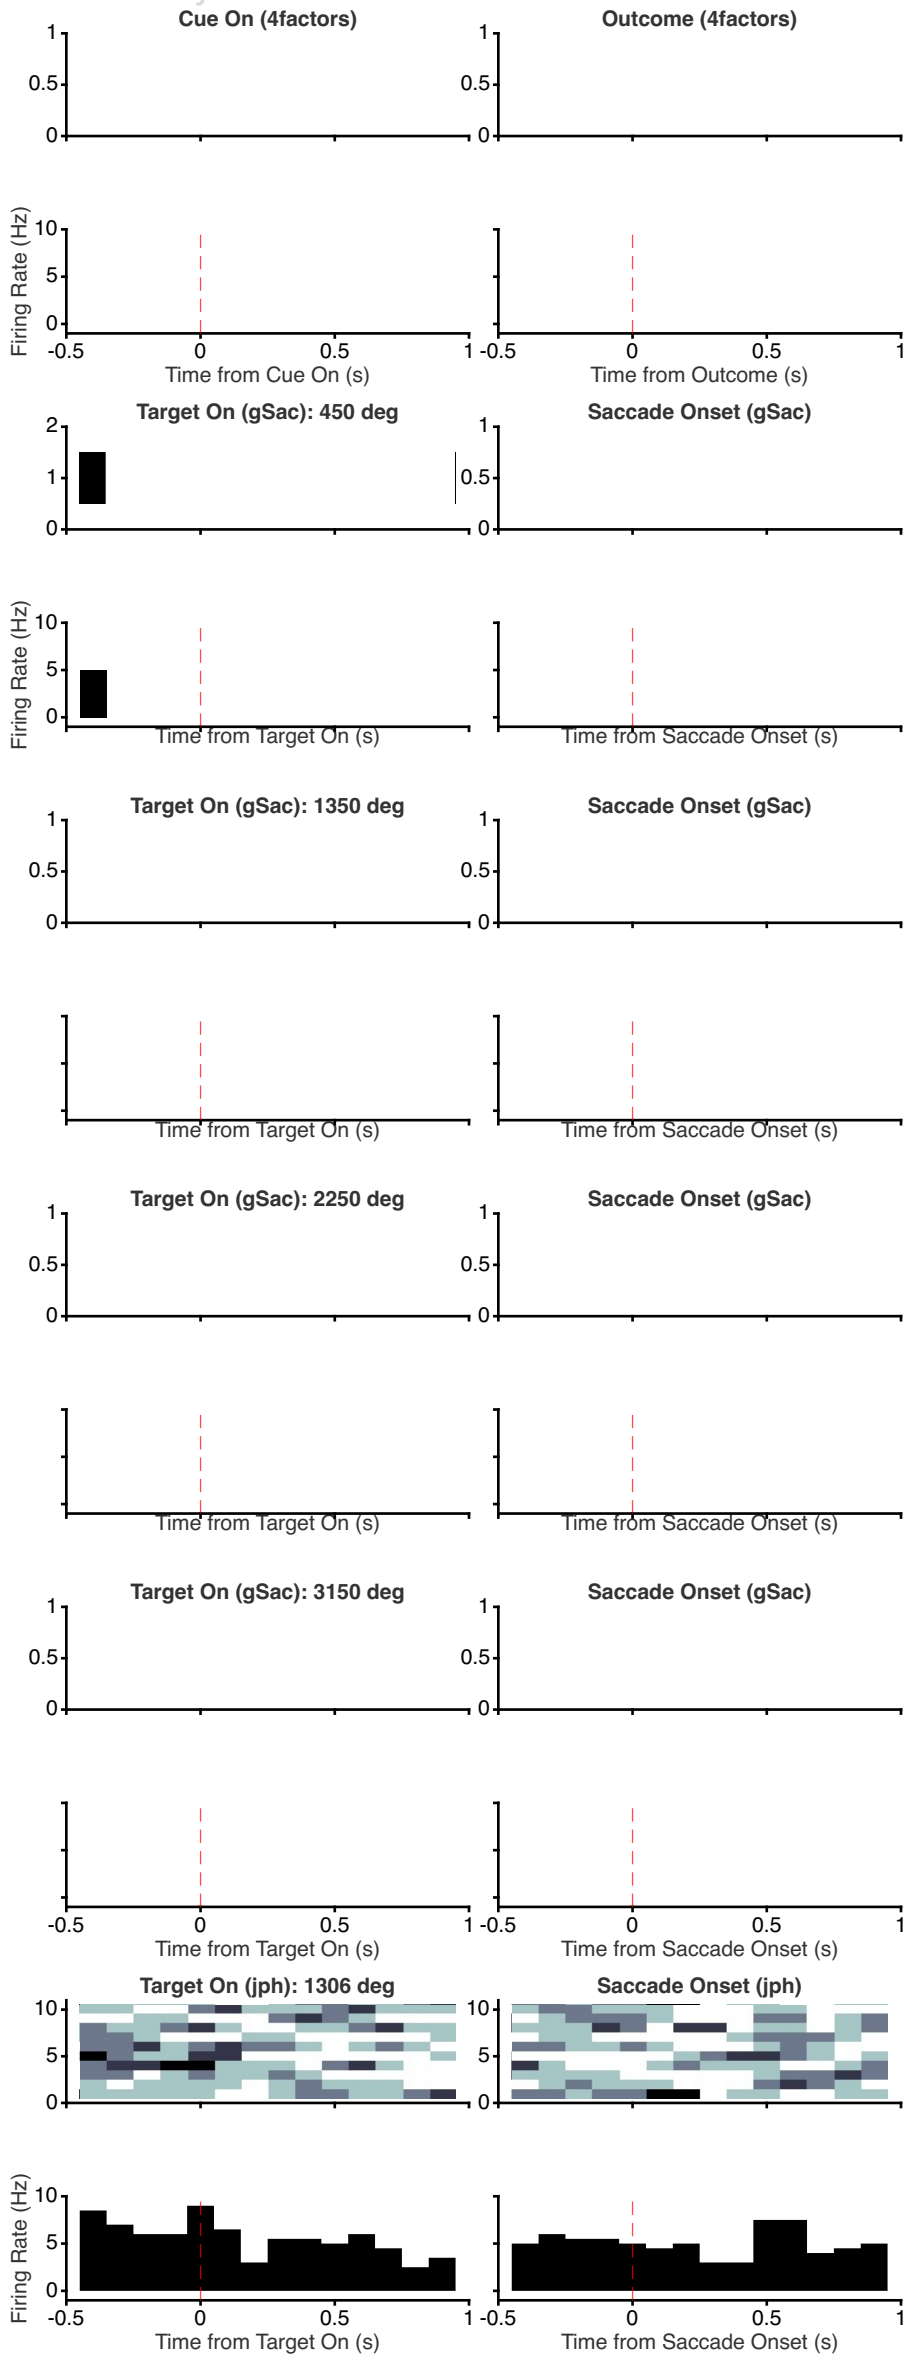 Cue On (4factors)
Outcome (4factors)
1
0.5
0
1
0.5
0
Firing Rate (Hz)
10
5
0
-0.5
0
0.5
1
-0.5
0
0.5
1
Time from Cue On (s)
Time from Outcome (s)
Target On (gSac): 450 deg
Saccade Onset (gSac)
2
1
0
1
0.5
0
Firing Rate (Hz)
10
5
0
Time from Target On (s)
Time from Saccade Onset (s)
Target On (gSac): 1350 deg
Saccade Onset (gSac)
1
0.5
0
1
0.5
0
Time from Target On (s)
Time from Saccade Onset (s)
Target On (gSac): 2250 deg
Saccade Onset (gSac)
1
0.5
0
1
0.5
0
Time from Target On (s)
Time from Saccade Onset (s)
Target On (gSac): 3150 deg
Saccade Onset (gSac)
1
0.5
0
1
0.5
0
-0.5
0
0.5
1
-0.5
0
0.5
1
Time from Target On (s)
Time from Saccade Onset (s)
Target On (jph): 1306 deg
Saccade Onset (jph)
10
5
0
10
5
0
Firing Rate (Hz)
10
5
0
-0.5
0
0.5
1
-0.5
0
0.5
1
Time from Target On (s)
Time from Saccade Onset (s)